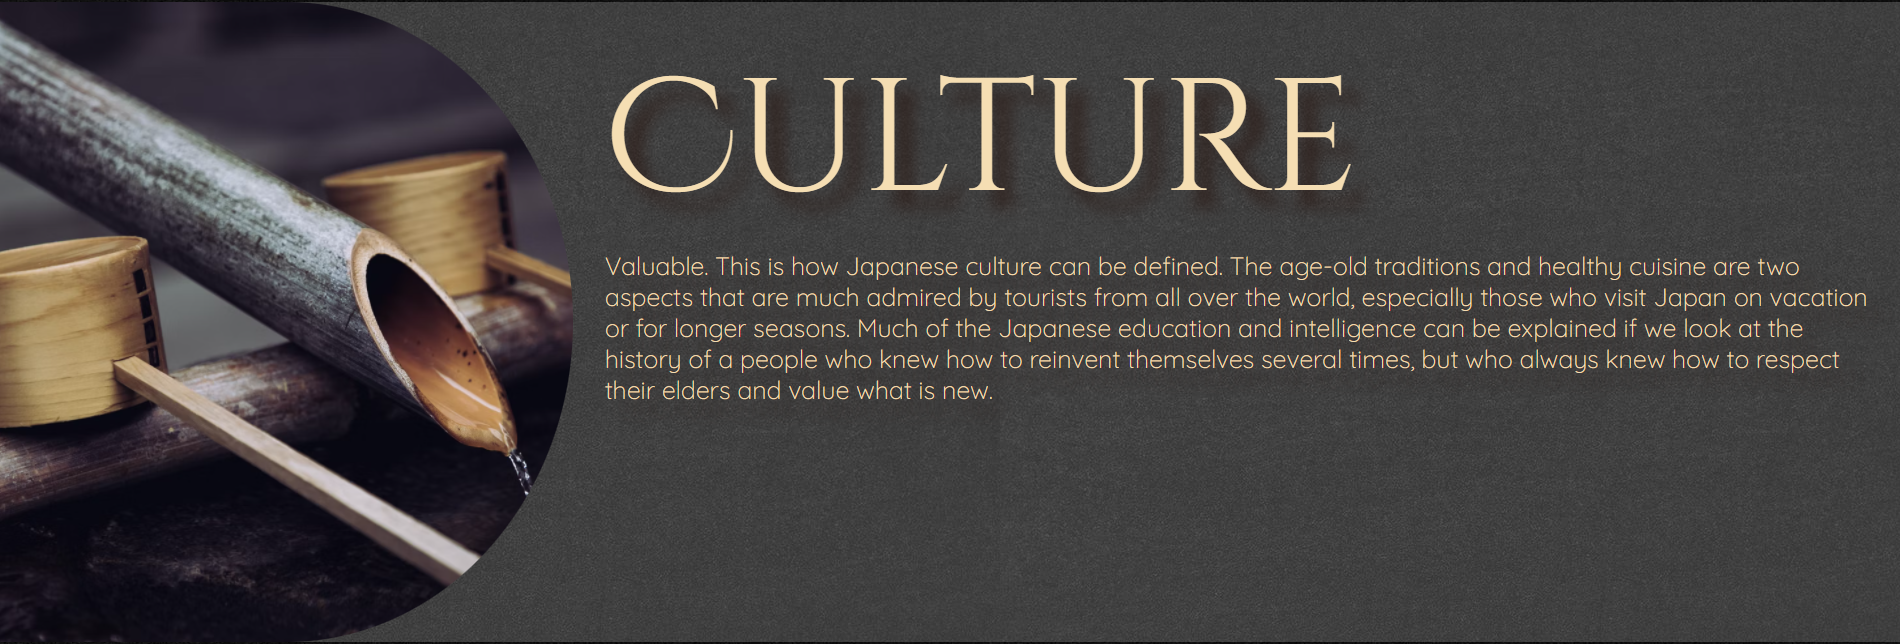 CULTURE
Valuable. This is how Japanese culture can be defined. The age-old traditions and healthy cuisine are two
aspects that are much admired by tourists from all over the world, especially those who visit Japan on vacation
or for longer seasons. Much of the Japanese education and intelligence can be explained if we look at the
history of a people who knew how to reinvent themselves several times, but who always knew how to respect
their elders and value what is new.